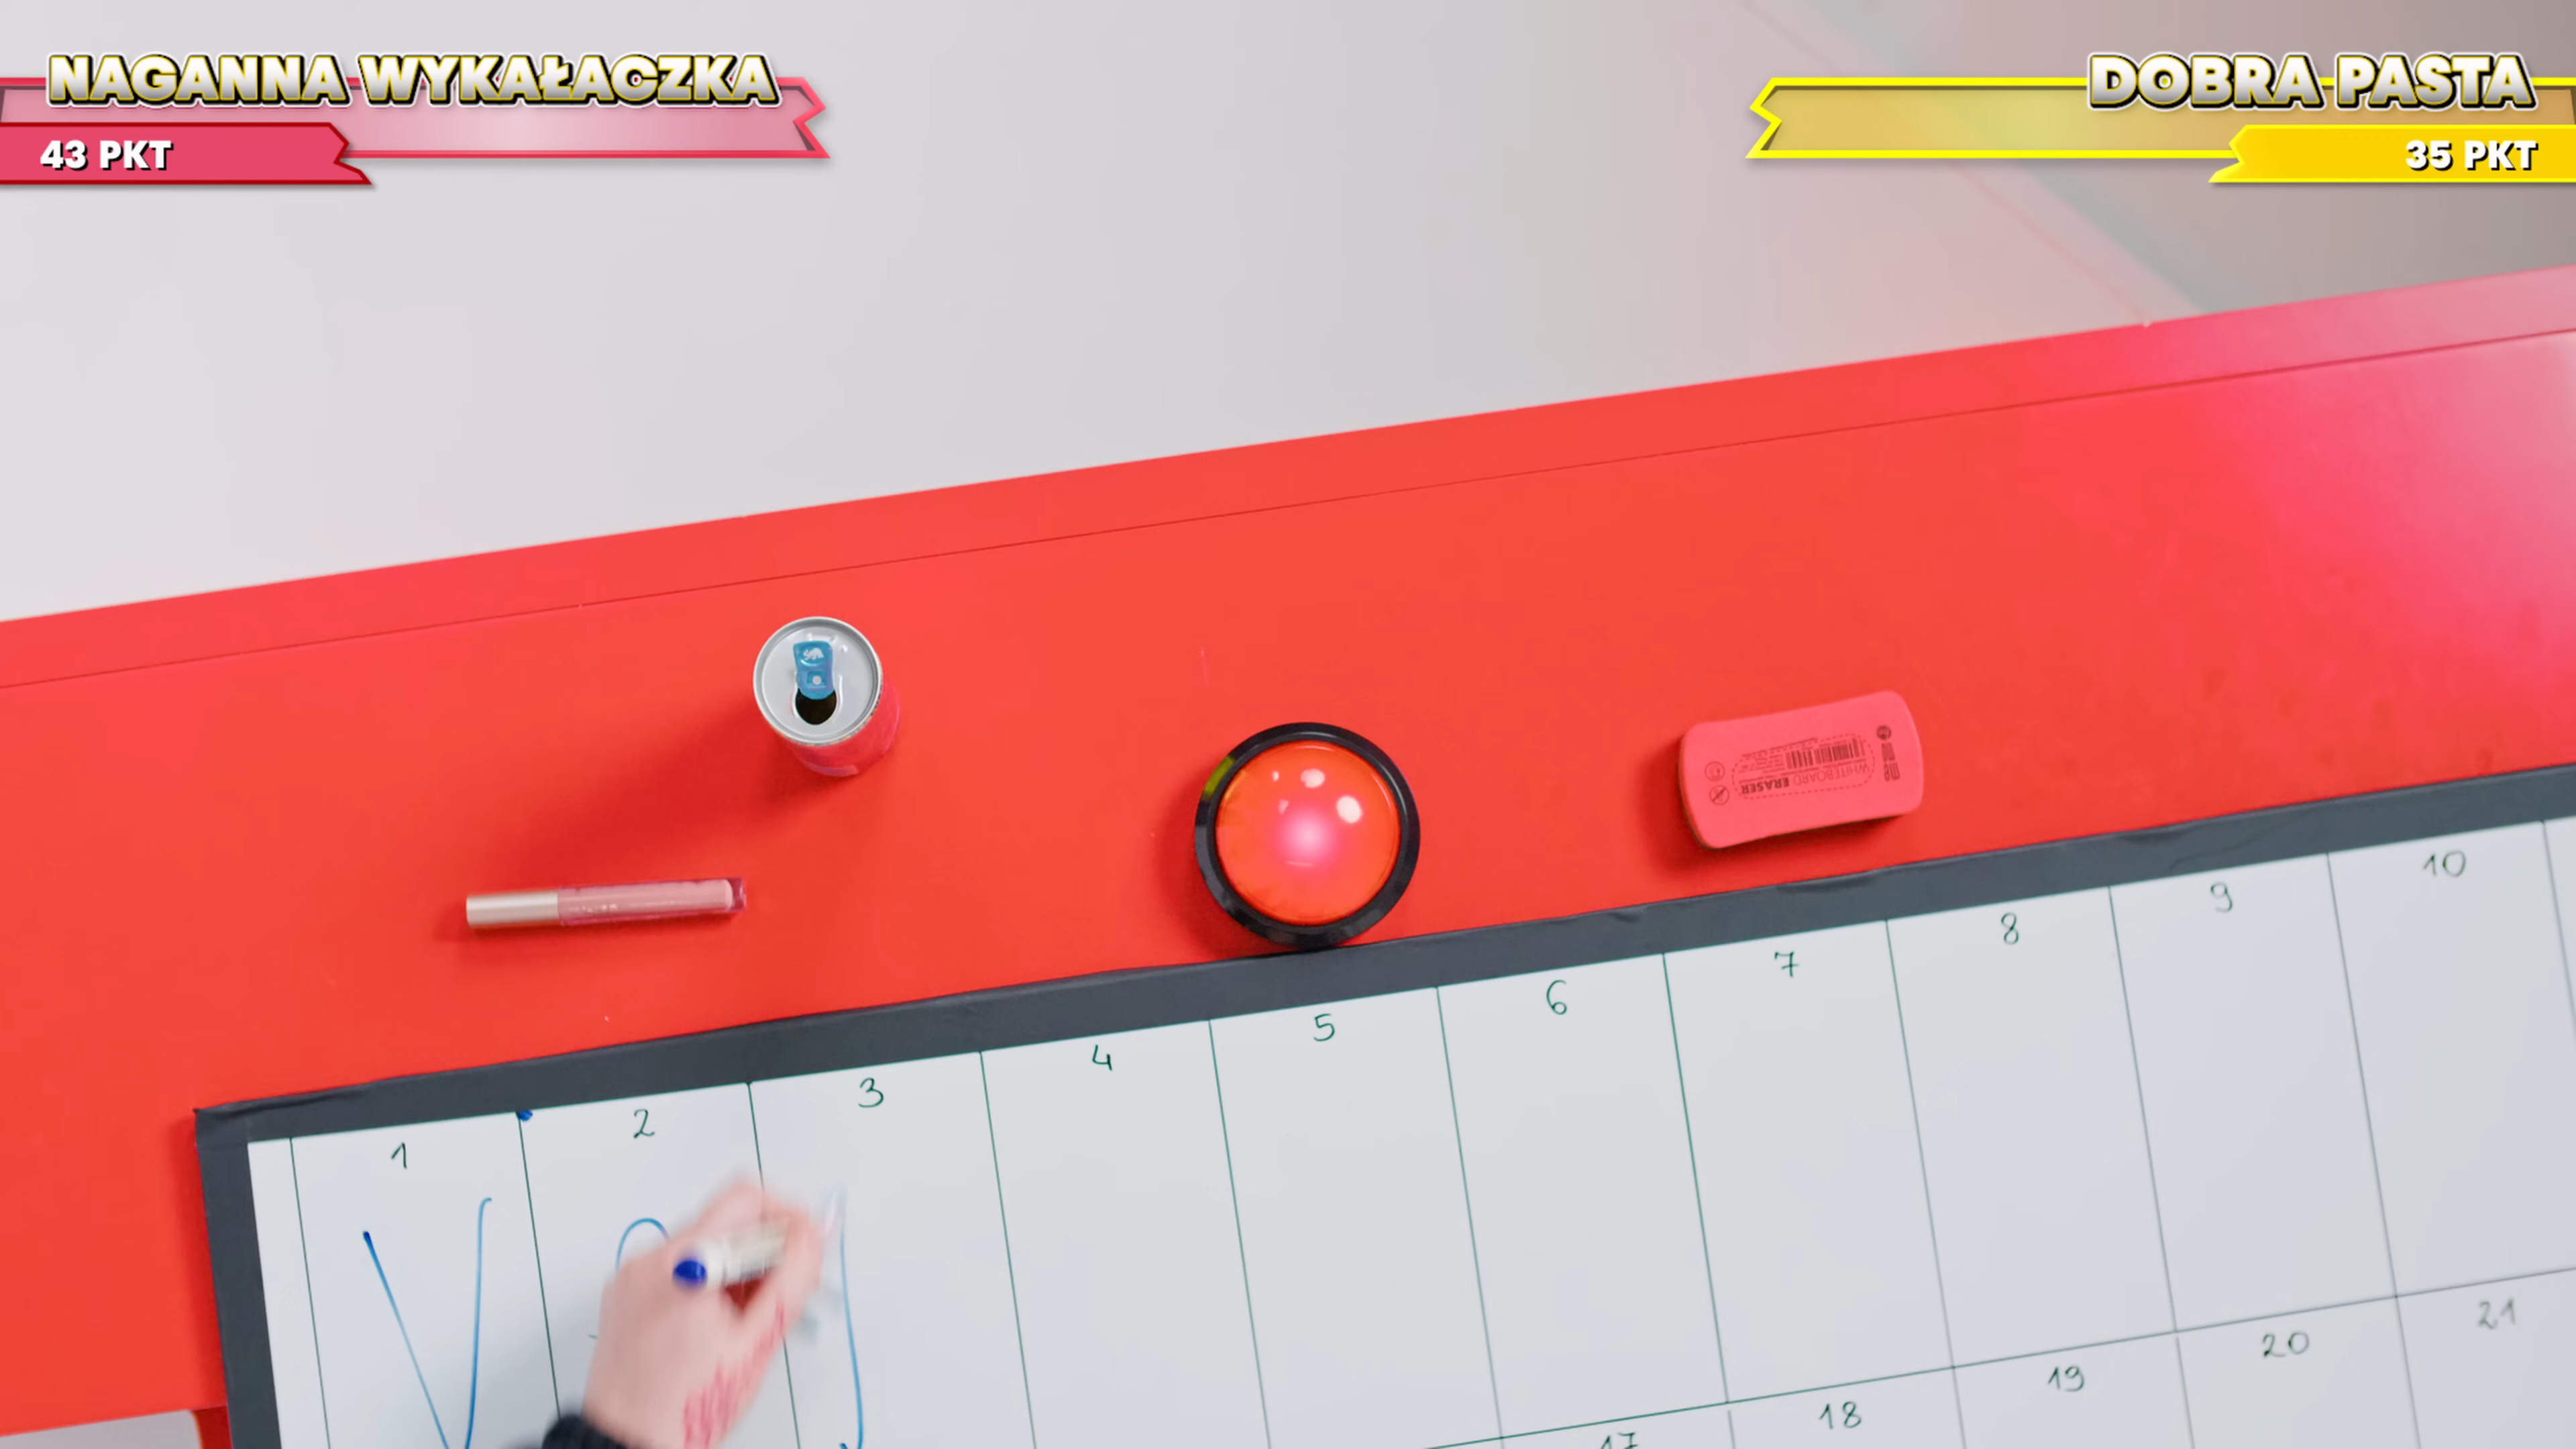 NAGANNA WYKAŁACZKA
43 PKT
DOBRA PASTA
35 PKT
WHITEBOARD
ERASER
1 2 3 4 5 6 7 8 9 10
17 18 19 20 21
V